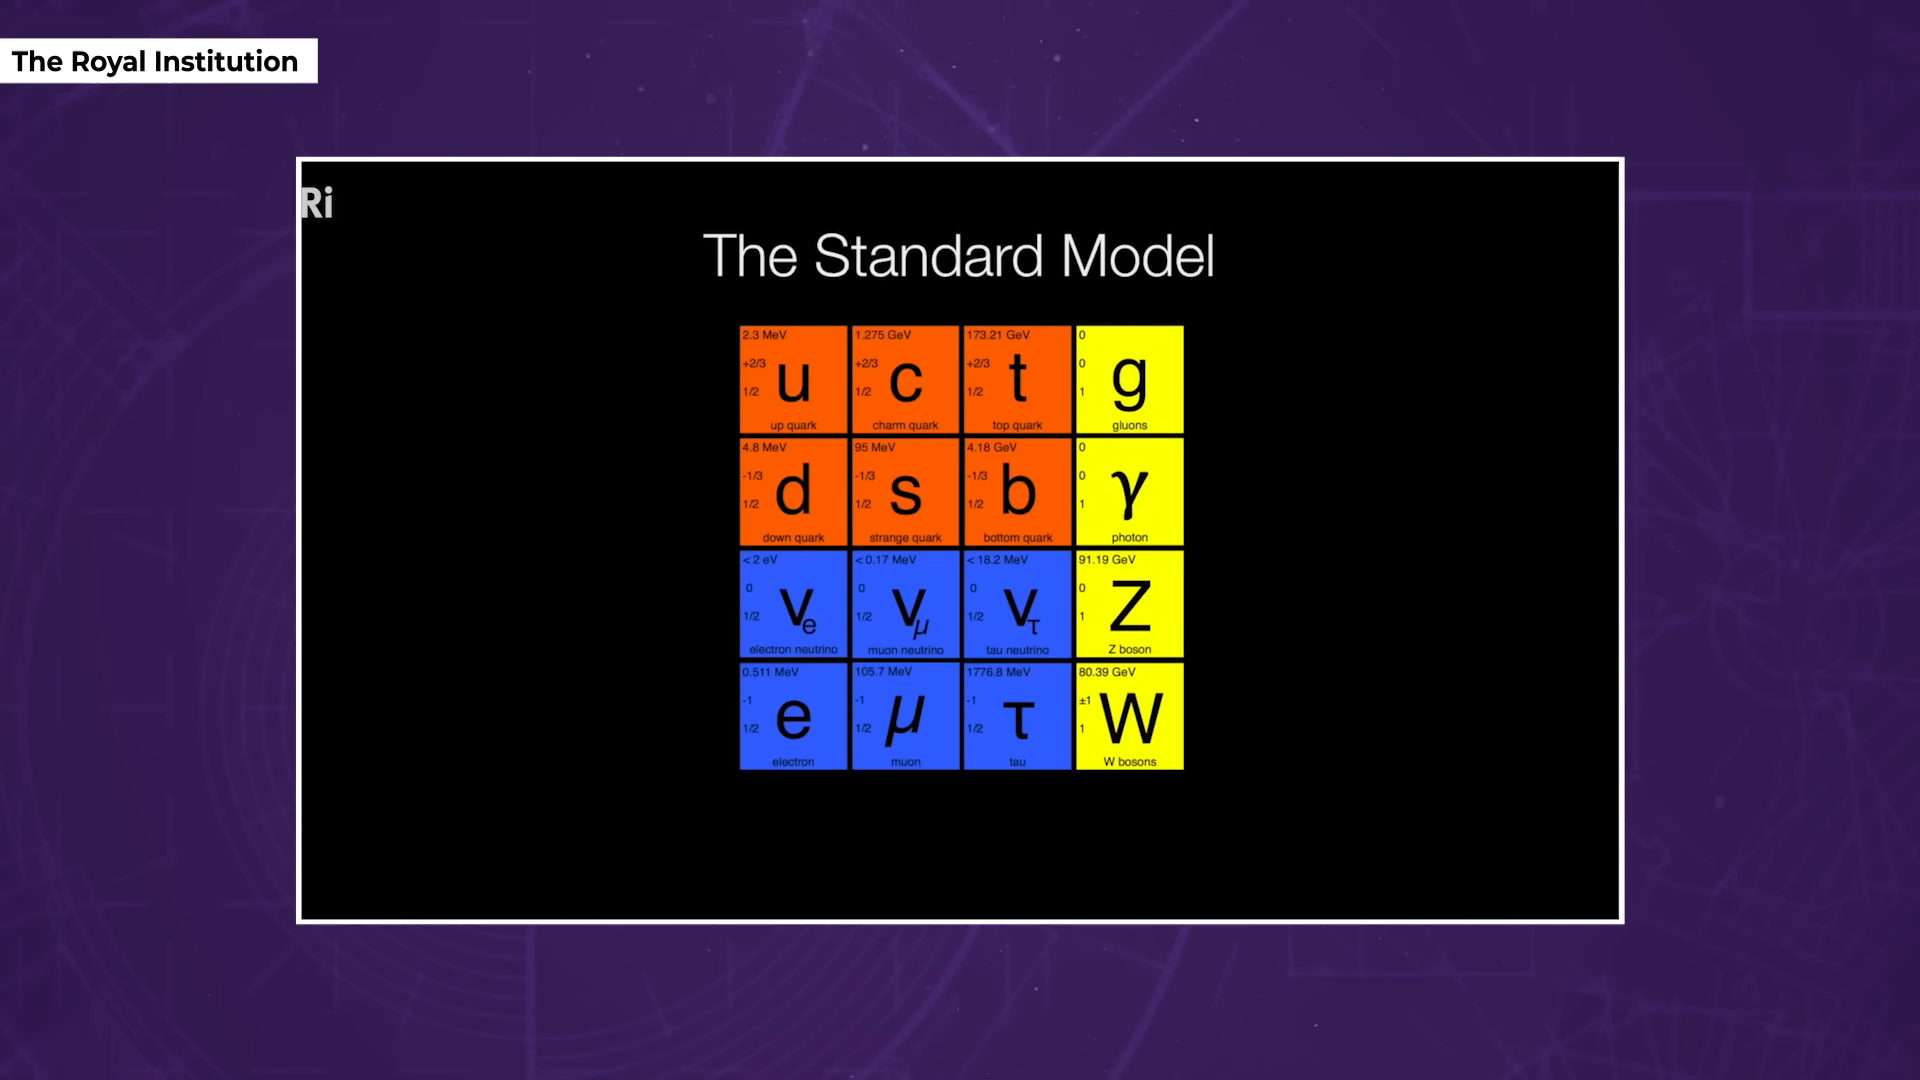 The Royal Institution
Ri
The Standard Model
2.3 MeV
+2/3
1/2
u
up quark
1.275 GeV
+2/3
1/2
c
charm quark
173.21 GeV
+2/3
1/2
t
top quark
0
0
1
g
gluons
4.8 MeV
-1/3
1/2
d
down quark
95 MeV
-1/3
1/2
s
strange quark
4.18 GeV
-1/3
1/2
b
bottom quark
0
0
1
γ
photon
< 2 eV
0
1/2
νe
electron neutrino
< 0.17 MeV
0
1/2
νμ
muon neutrino
< 18.2 MeV
0
1/2
ντ
tau neutrino
91.19 GeV
0
1
Z
Z boson
0.511 MeV
-1
1/2
e
electron
105.7 MeV
-1
1/2
μ
muon
1776.8 MeV
-1
1/2
τ
tau
80.39 GeV
±1
1
W
W bosons